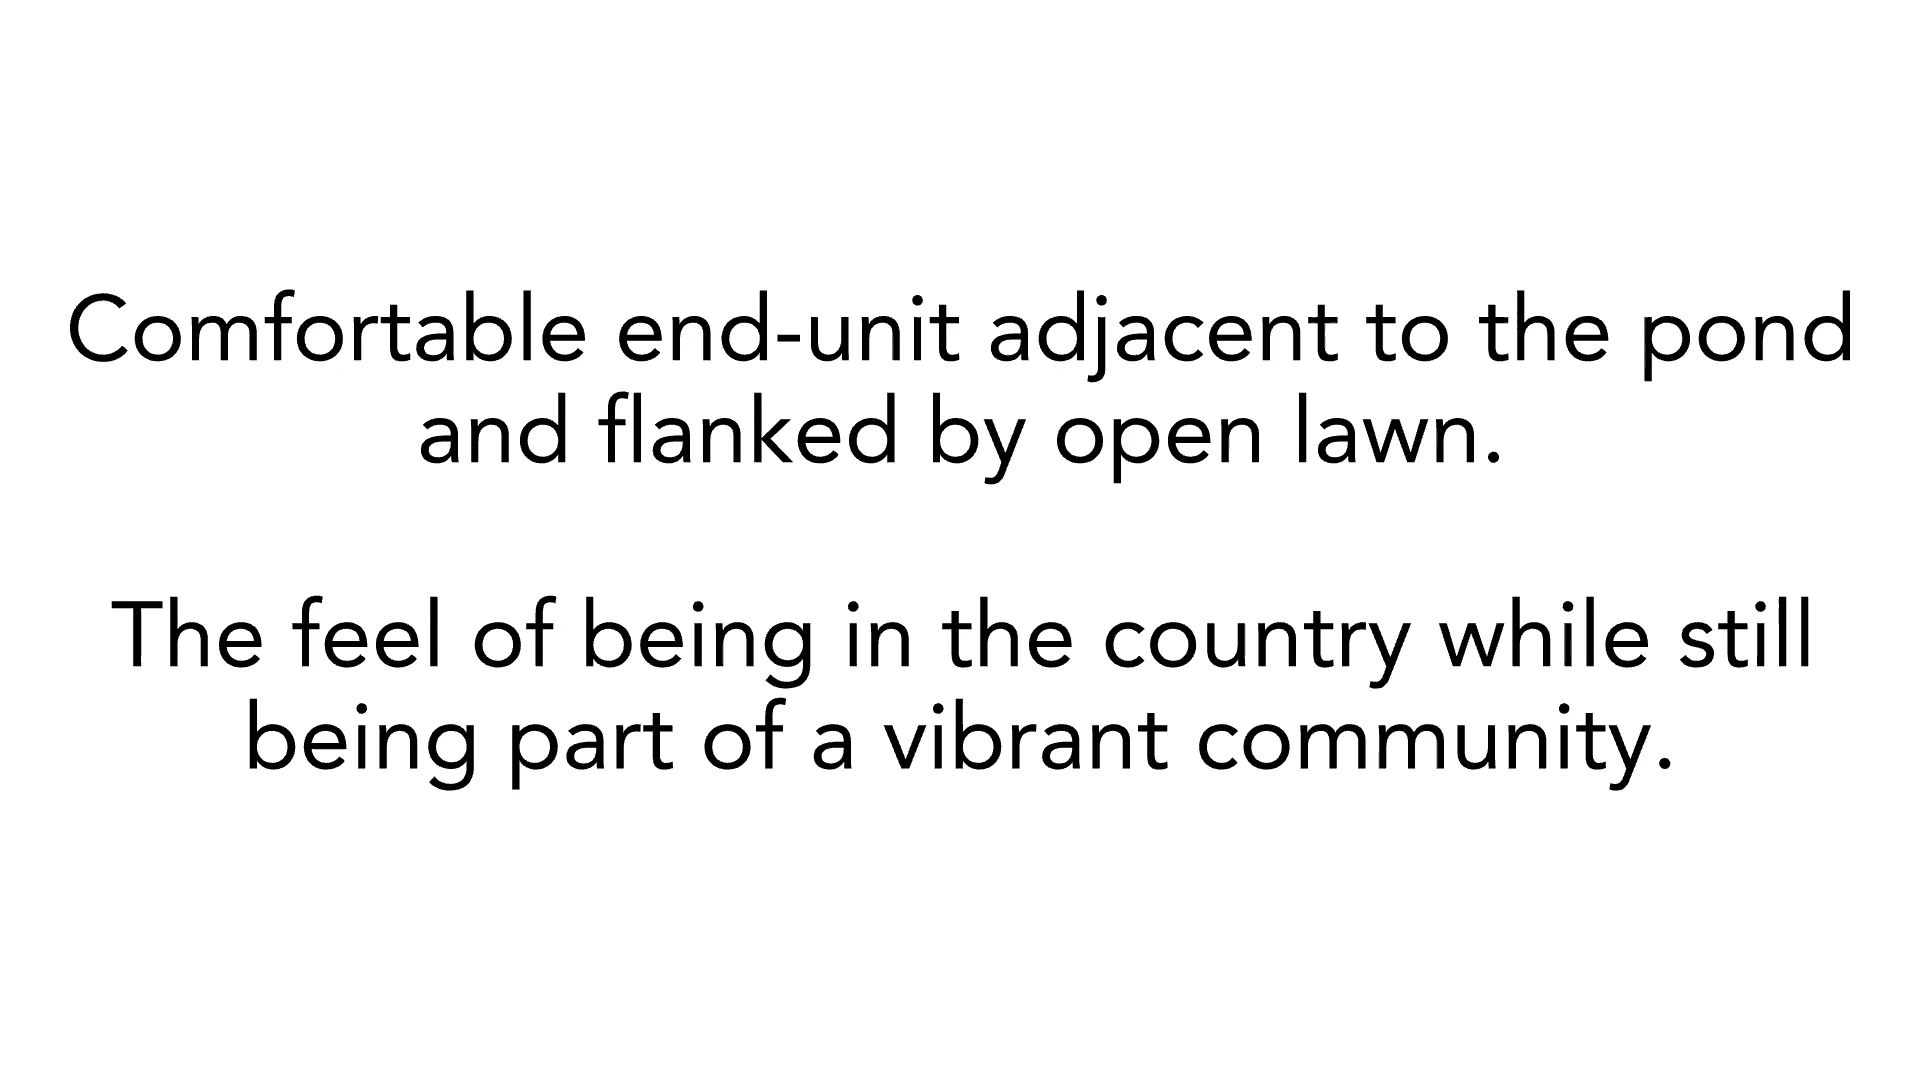 Comfortable end-unit adjacent to the pond
and flanked by open lawn.
The feel of being in the country while still
being part of a vibrant community.